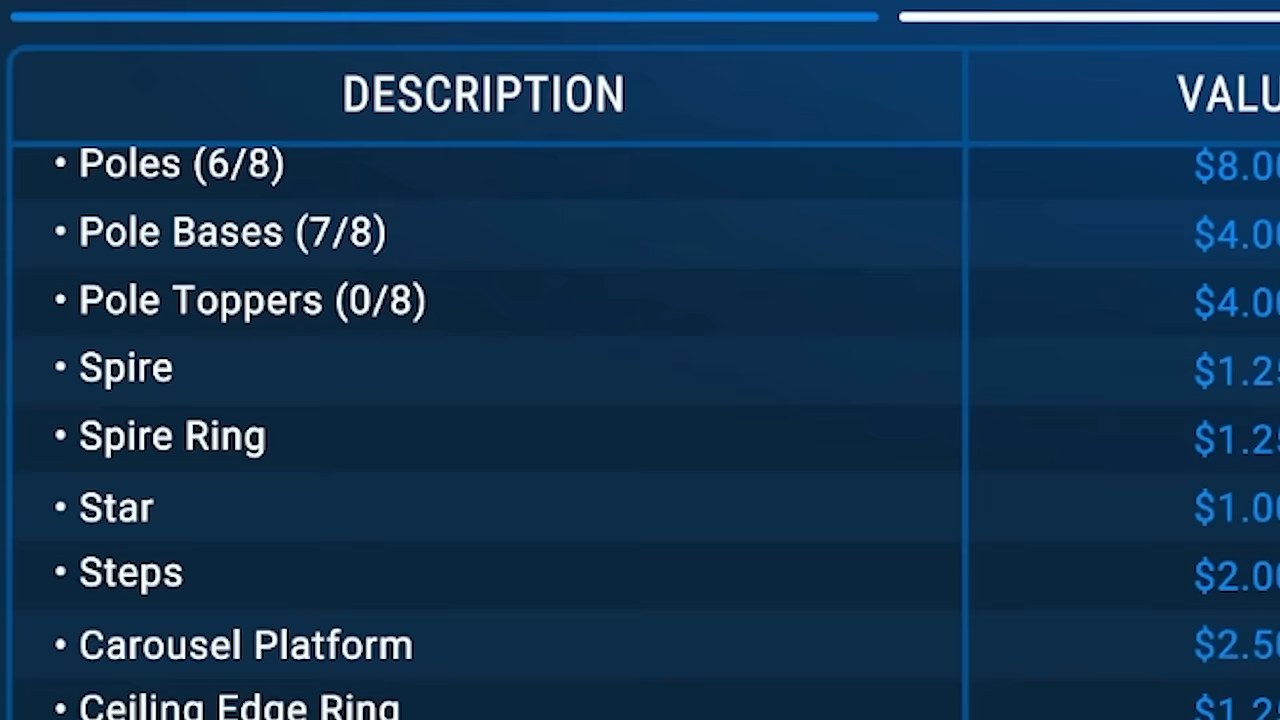 DESCRIPTION VALU
• Poles (6/8) $8.0
• Pole Bases (7/8) $4.0
• Pole Toppers (0/8) $4.0
• Spire $1.2
• Spire Ring $1.2
• Star $1.0
• Steps $2.0
• Carousel Platform $2.5
• Ceiling Edge Ring $1.2